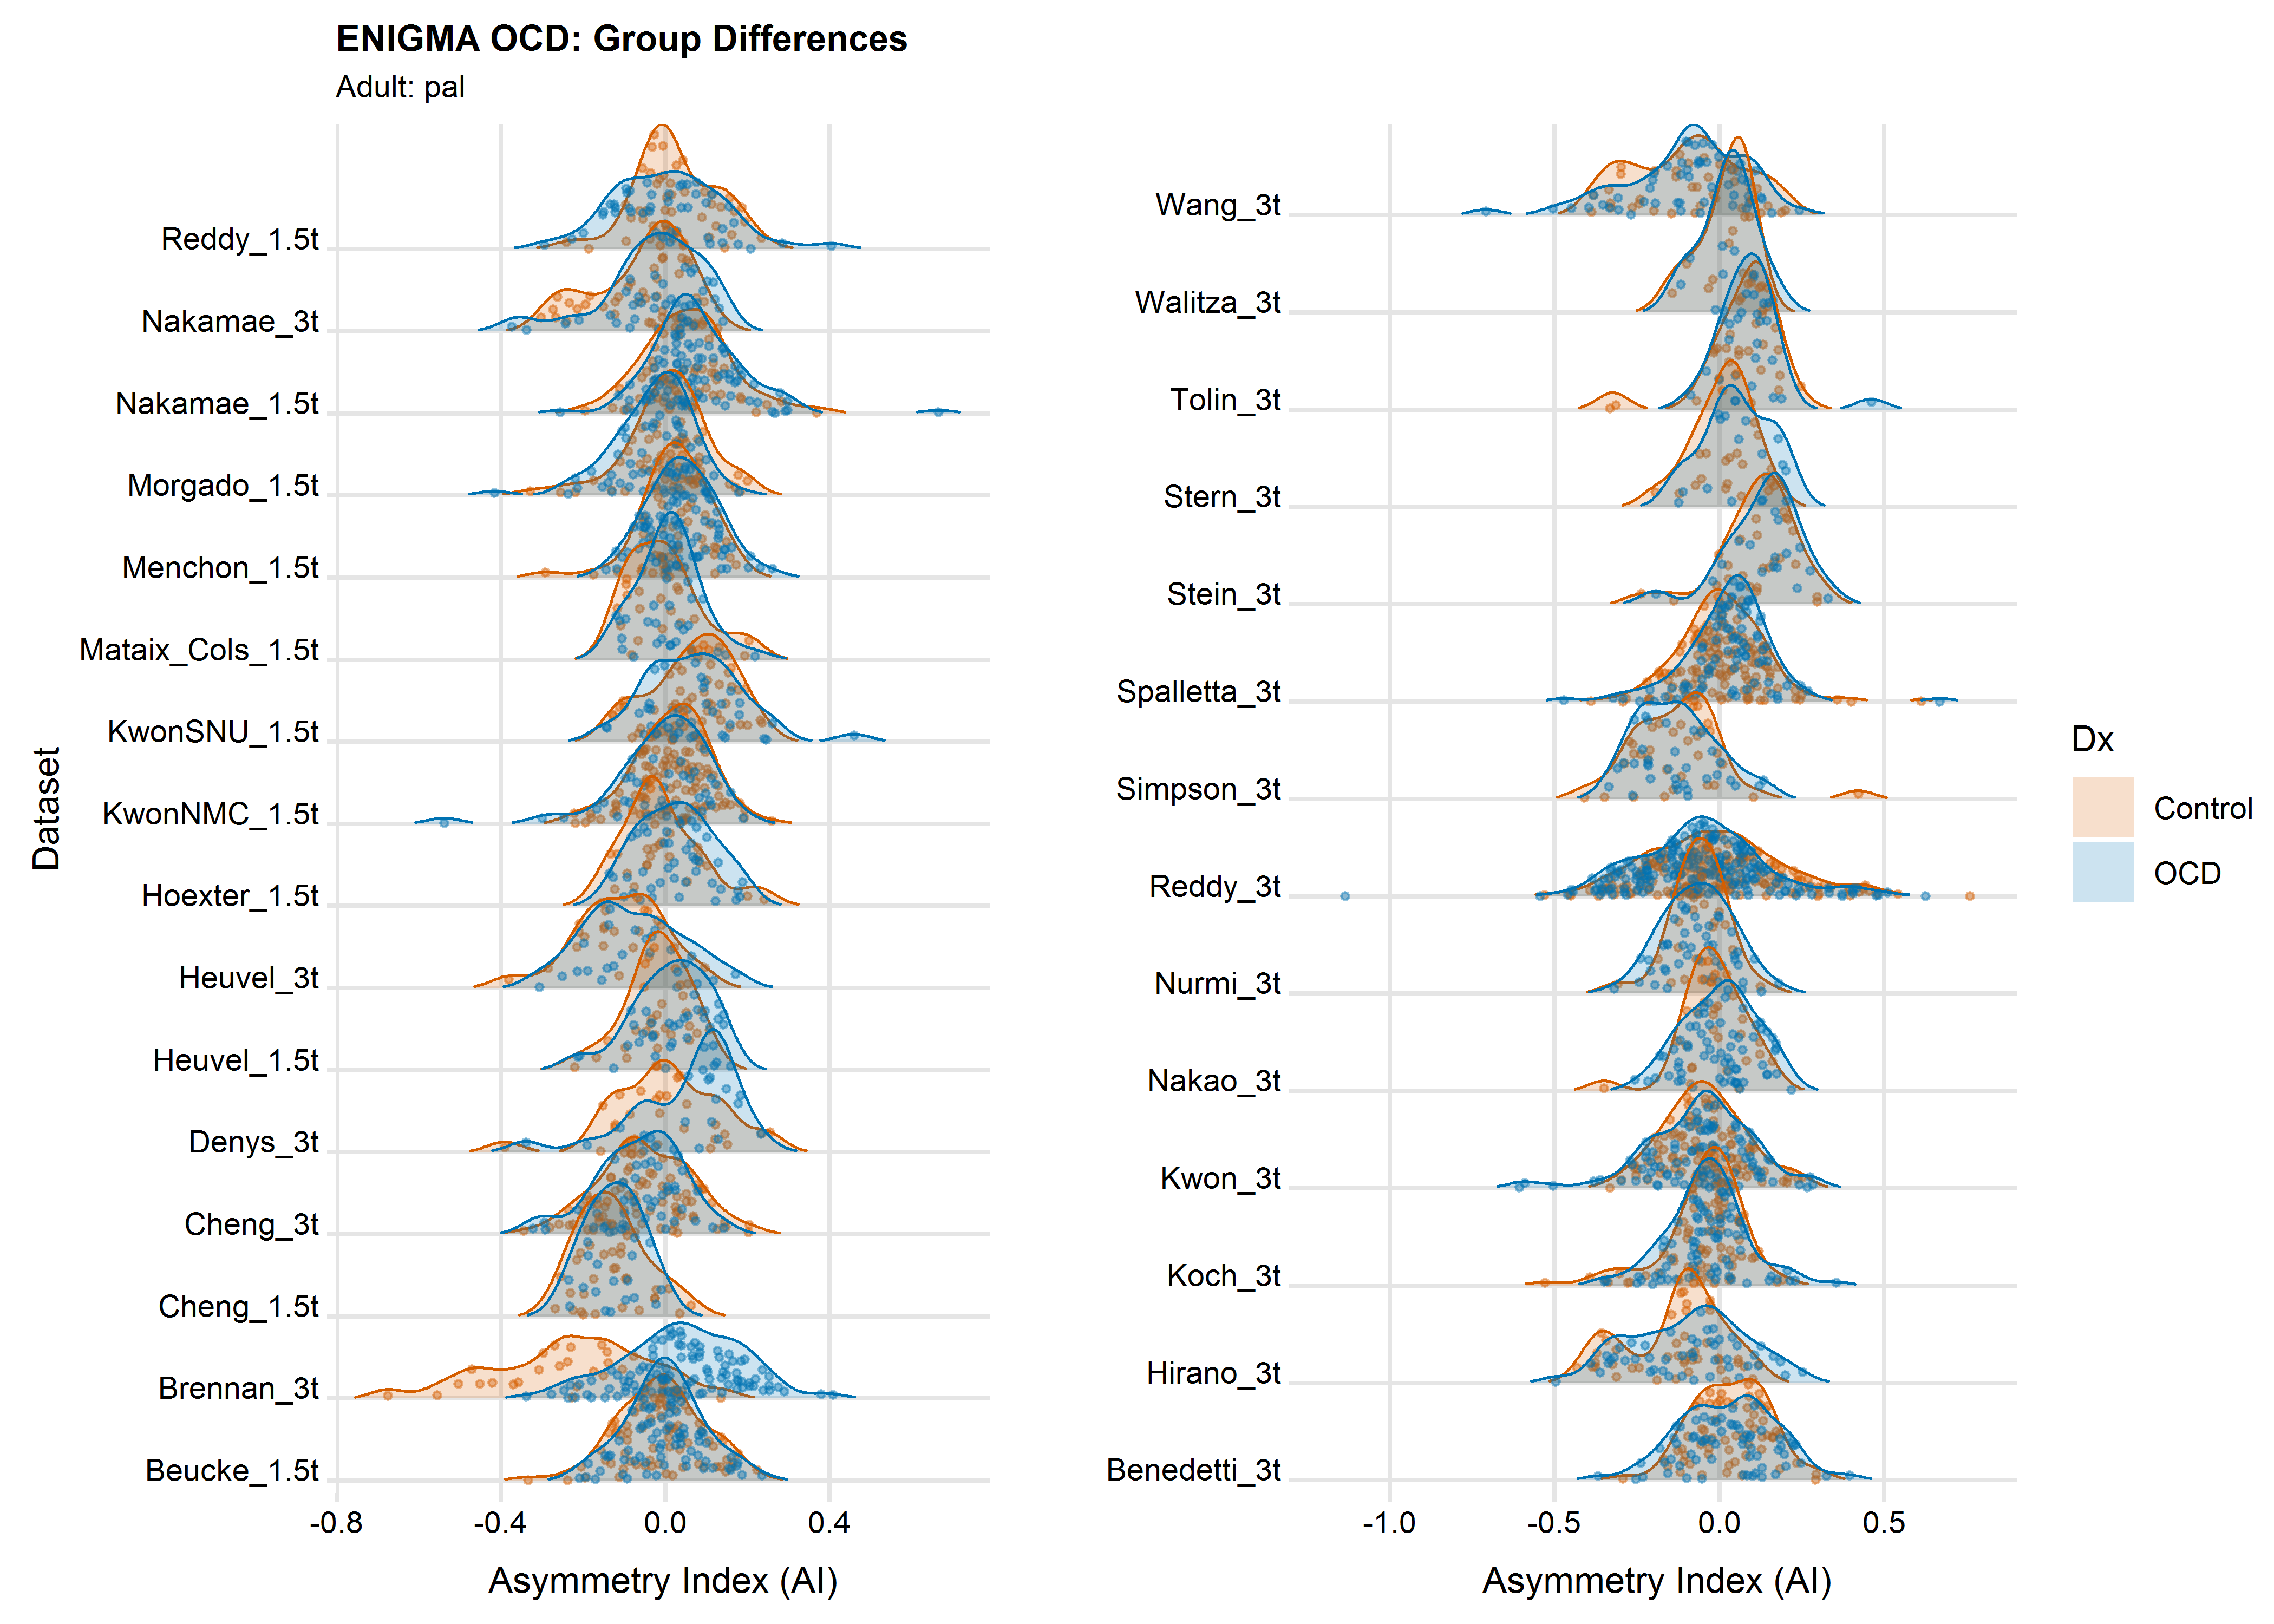 ENIGMA OCD: Group Differences
Adult: pal
Dataset
Reddy_1.5t
Nakamae_3t
Nakamae_1.5t
Morgado_1.5t
Menchon_1.5t
Mataix_Cols_1.5t
KwonSNU_1.5t
KwonNMC_1.5t
Hoexter_1.5t
Heuvel_3t
Heuvel_1.5t
Denys_3t
Cheng_3t
Cheng_1.5t
Brennan_3t
Beucke_1.5t
-0.8 -0.4 0.0 0.4
Asymmetry Index (AI)
Wang_3t
Walitza_3t
Tolin_3t
Stern_3t
Stein_3t
Spalletta_3t
Simpson_3t
Reddy_3t
Nurmi_3t
Nakao_3t
Kwon_3t
Koch_3t
Hirano_3t
Benedetti_3t
-1.0 -0.5 0.0 0.5
Asymmetry Index (AI)
Dx
Control
OCD